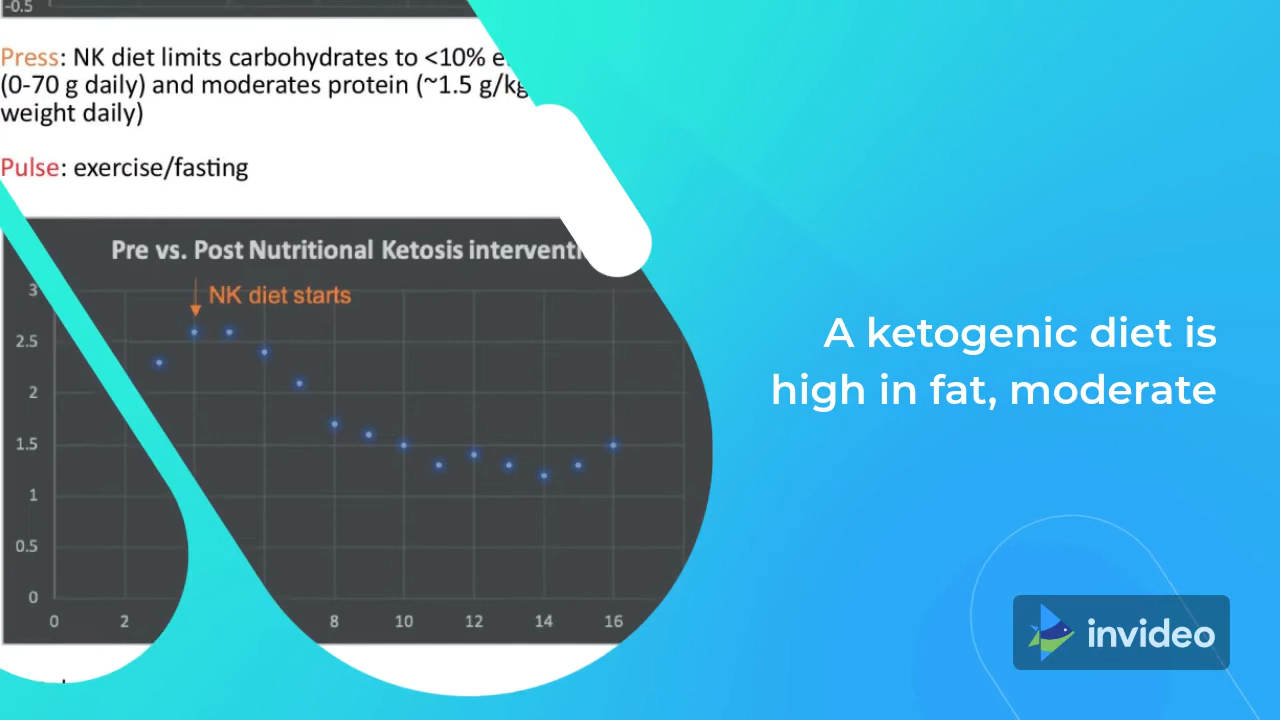 -0.5
Press: NK diet limits carbohydrates to <10%
(0-70 g daily) and moderates protein (~1.5 g/kg
weight daily)
Pulse: exercise/fasting
Pre vs. Post Nutritional Ketosis
NK diet starts
3
2.5
2
1.5
1
0.5
0
0 2 8 10 12 14 16
A ketogenic diet is
high in fat, moderate
invideo